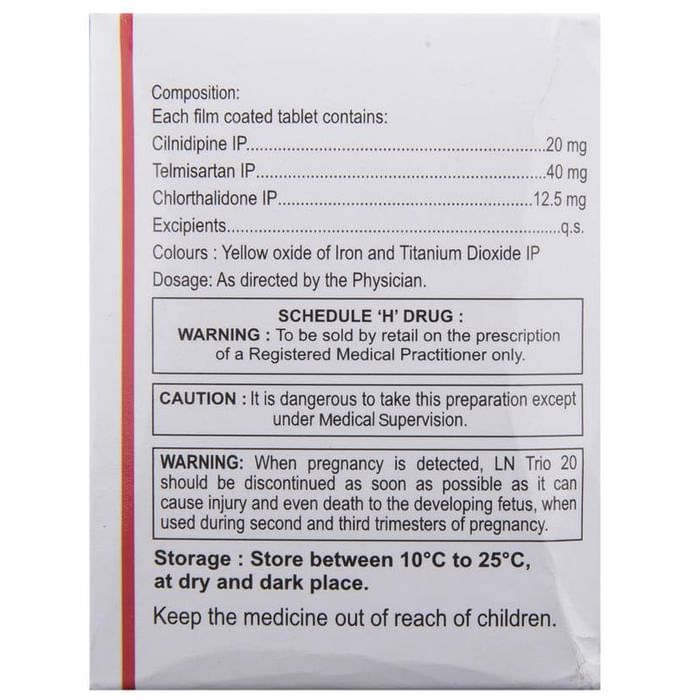 Composition:
Each film coated tablet contains:
Cilnidipine IP..........................................................20 mg
Telmisartan IP.........................................................40 mg
Chlorthalidone IP..................................................12.5 mg
Excipients..................................................................q.s.
Colours : Yellow oxide of Iron and Titanium Dioxide IP
Dosage: As directed by the Physician.
SCHEDULE ‘H’ DRUG :
WARNING : To be sold by retail on the prescription
of a Registered Medical Practitioner only.
CAUTION : It is dangerous to take this preparation except
under Medical Supervision.
WARNING: When pregnancy is detected, LN Trio 20
should be discontinued as soon as possible as it can
cause injury and even death to the developing fetus, when
used during second and third trimesters of pregnancy.
Storage : Store between 10°C to 25°C,
at dry and dark place.
Keep the medicine out of reach of children.